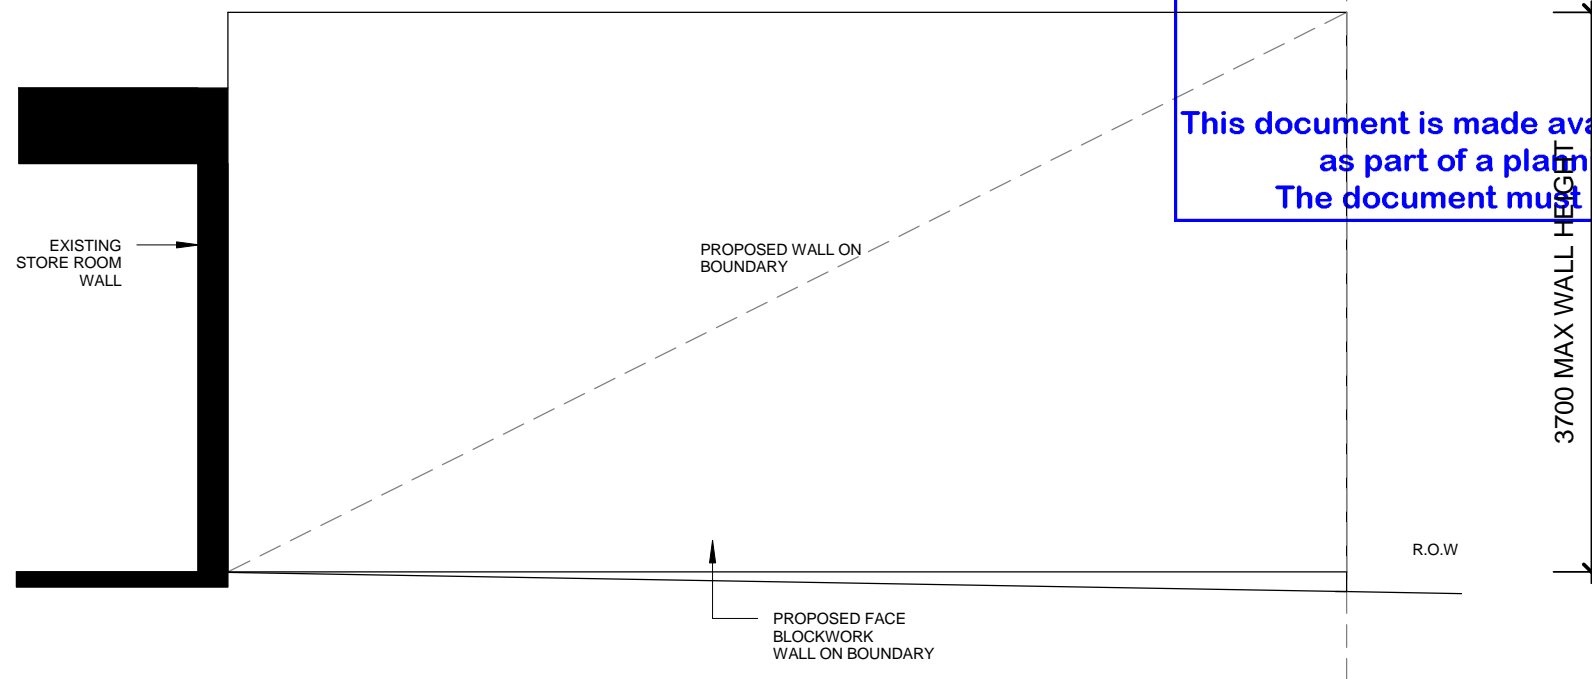 This document is made ava
as part of a plann
The document must
3700 MAX WALL HEIGHT
EXISTING
STORE ROOM
WALL
PROPOSED WALL ON
BOUNDARY
R.O.W
PROPOSED FACE
BLOCKWORK
WALL ON BOUNDARY